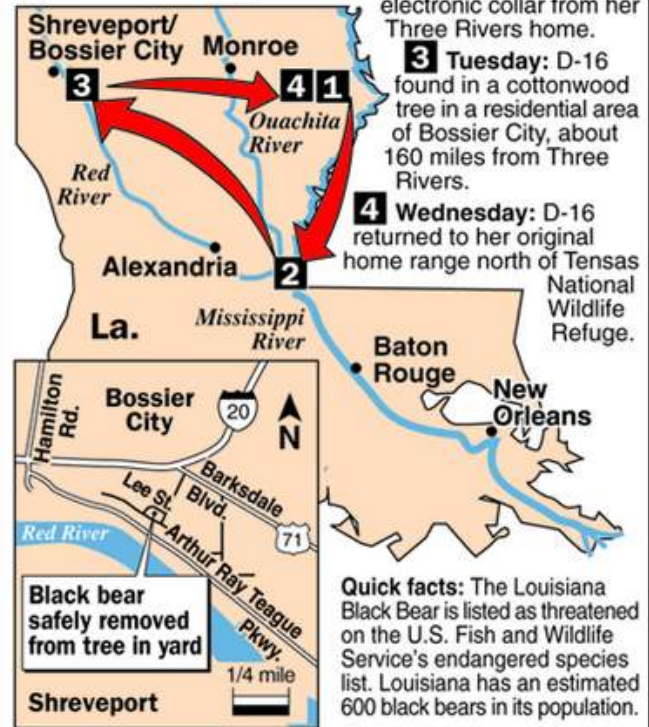 electronic collar from her
Three Rivers home.
3 Tuesday: D-16
found in a cottonwood
tree in a residential area
of Bossier City, about
160 miles from Three
Rivers.
4 Wednesday: D-16
returned to her original
home range north of Tensas
National
Wildlife
Refuge.
Shreveport/
Bossier City
Monroe
3
4
1
Ouachita
River
Red
River
Alexandria
2
La.
Mississippi
River
Baton
Rouge
New
Orleans
Hamilton
Rd.
Bossier
City
20
N
Lee St.
Barksdale
Blvd.
71
Red River
Arthur Ray Teague
Pkwy.
Black bear
safely removed
from tree in yard
1/4 mile
Shreveport
Quick facts: The Louisiana
Black Bear is listed as threatened
on the U.S. Fish and Wildlife
Service's endangered species
list. Louisiana has an estimated
600 black bears in its population.